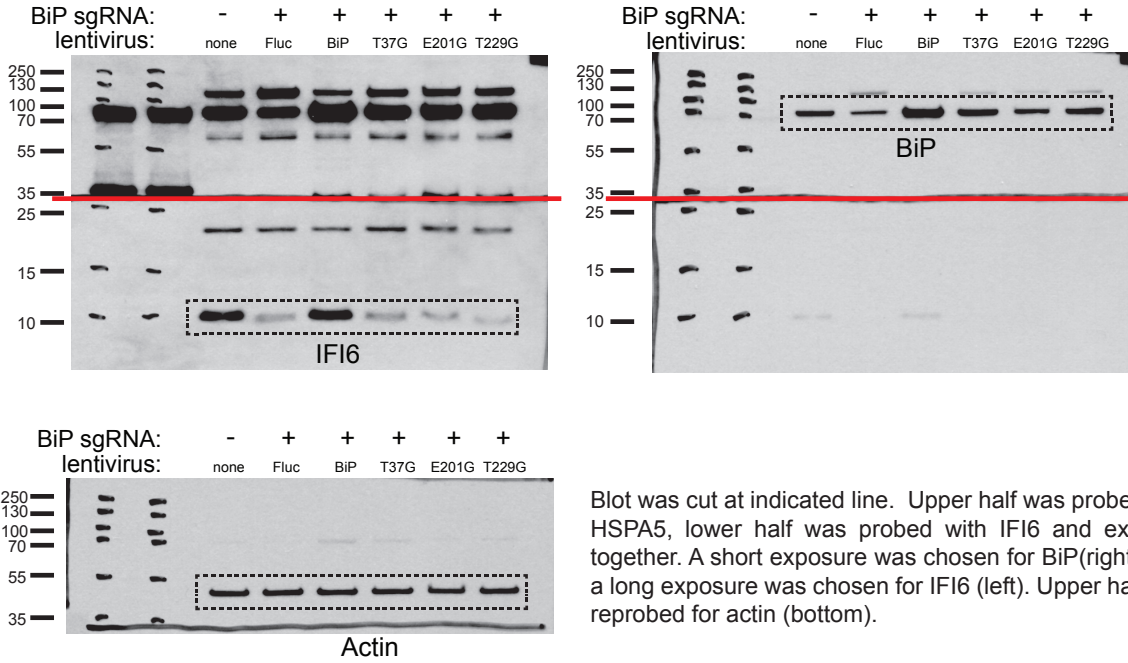 BiP sgRNA: - + + + + +
lentivirus: none Fluc BiP T37G E201G T229G
250
130
100
70
55
35
25
15
10
IFI6
BiP sgRNA: - + + + + +
lentivirus: none Fluc BiP T37G E201G T229G
250
130
100
70
55
35
25
15
10
BiP
BiP sgRNA: - + + + + +
lentivirus: none Fluc BiP T37G E201G T229G
250
130
100
70
55
35
Actin
Blot was cut at indicated line. Upper half was probe
HSPA5, lower half was probed with IFI6 and ex
together. A short exposure was chosen for BiP(right
a long exposure was chosen for IFI6 (left). Upper ha
reprobed for actin (bottom).